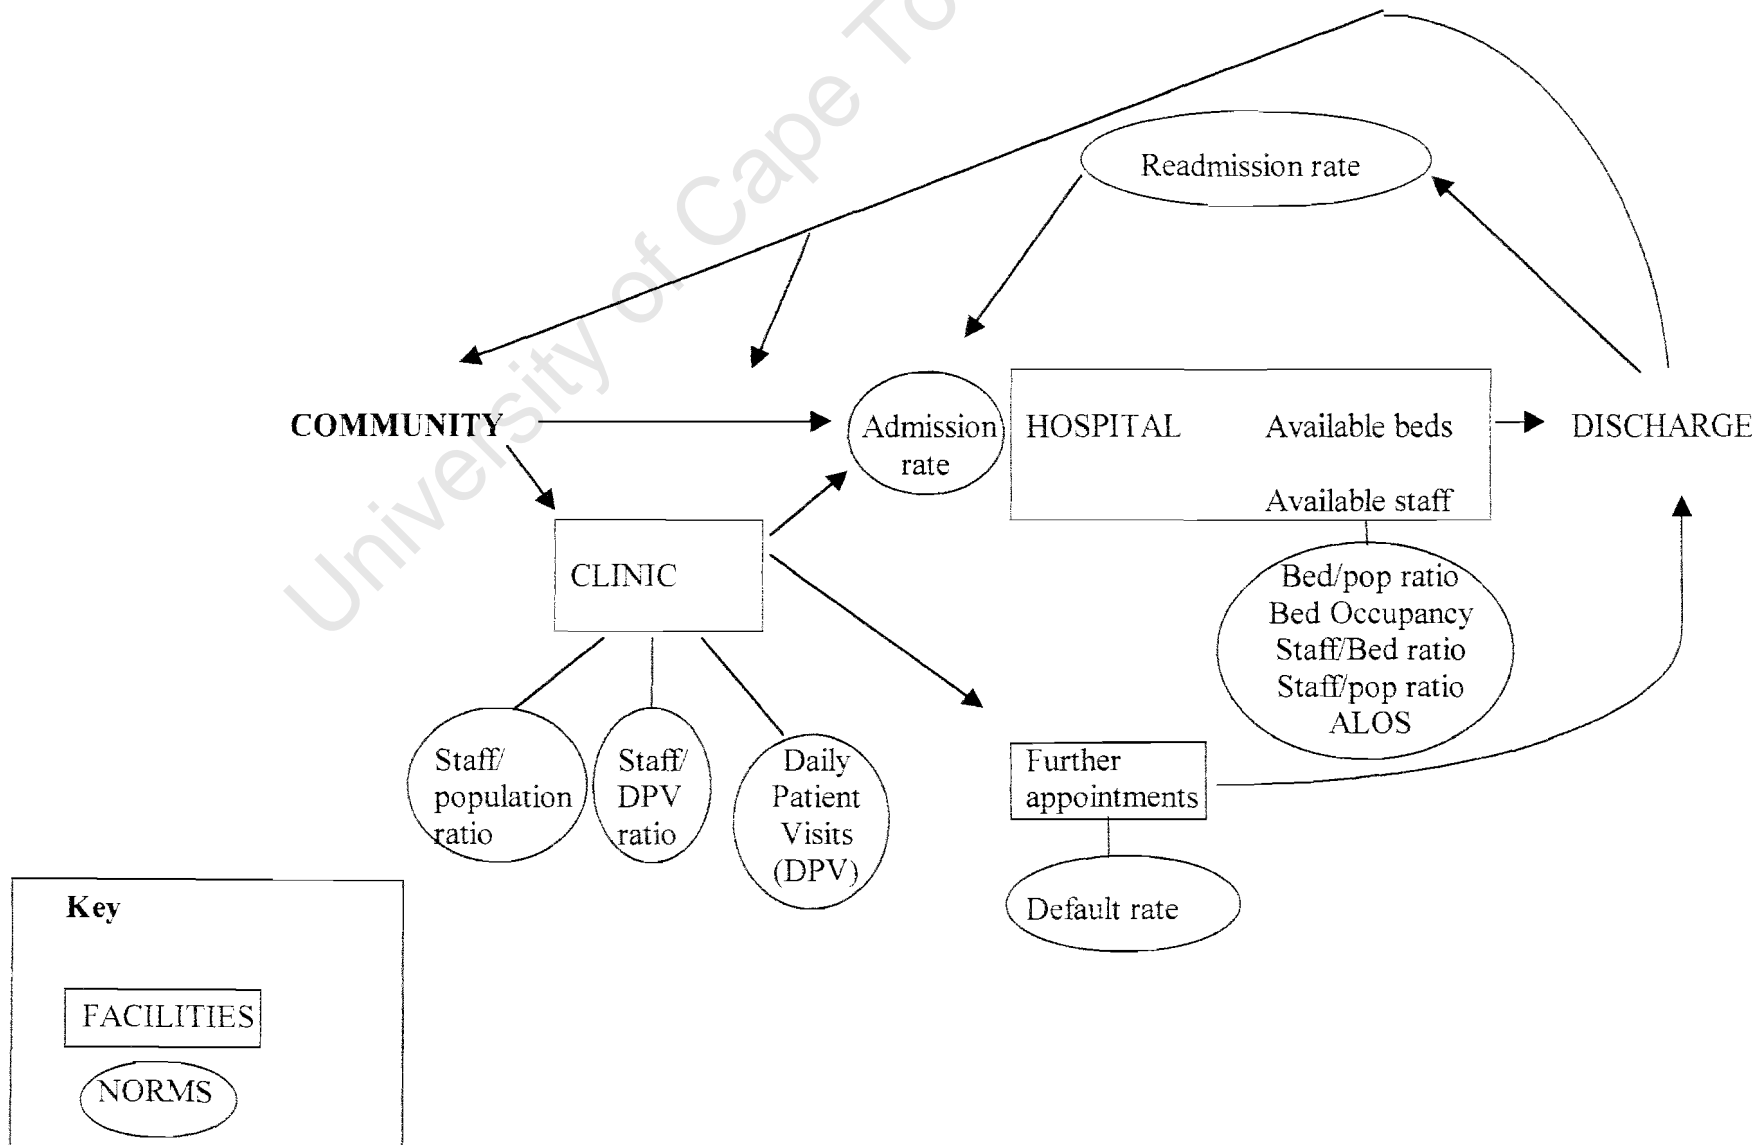 University of Cape To
Readmission rate
COMMUNITY
Admission
rate
HOSPITAL
Available beds
Available staff
DISCHARGE
CLINIC
Bed/pop ratio
Bed Occupancy
Staff/Bed ratio
Staff/pop ratio
ALOS
Staff/
population
ratio
Staff/
DPV
ratio
Daily
Patient
Visits
(DPV)
Further
appointments
Default rate
Key
FACILITIES
NORMS